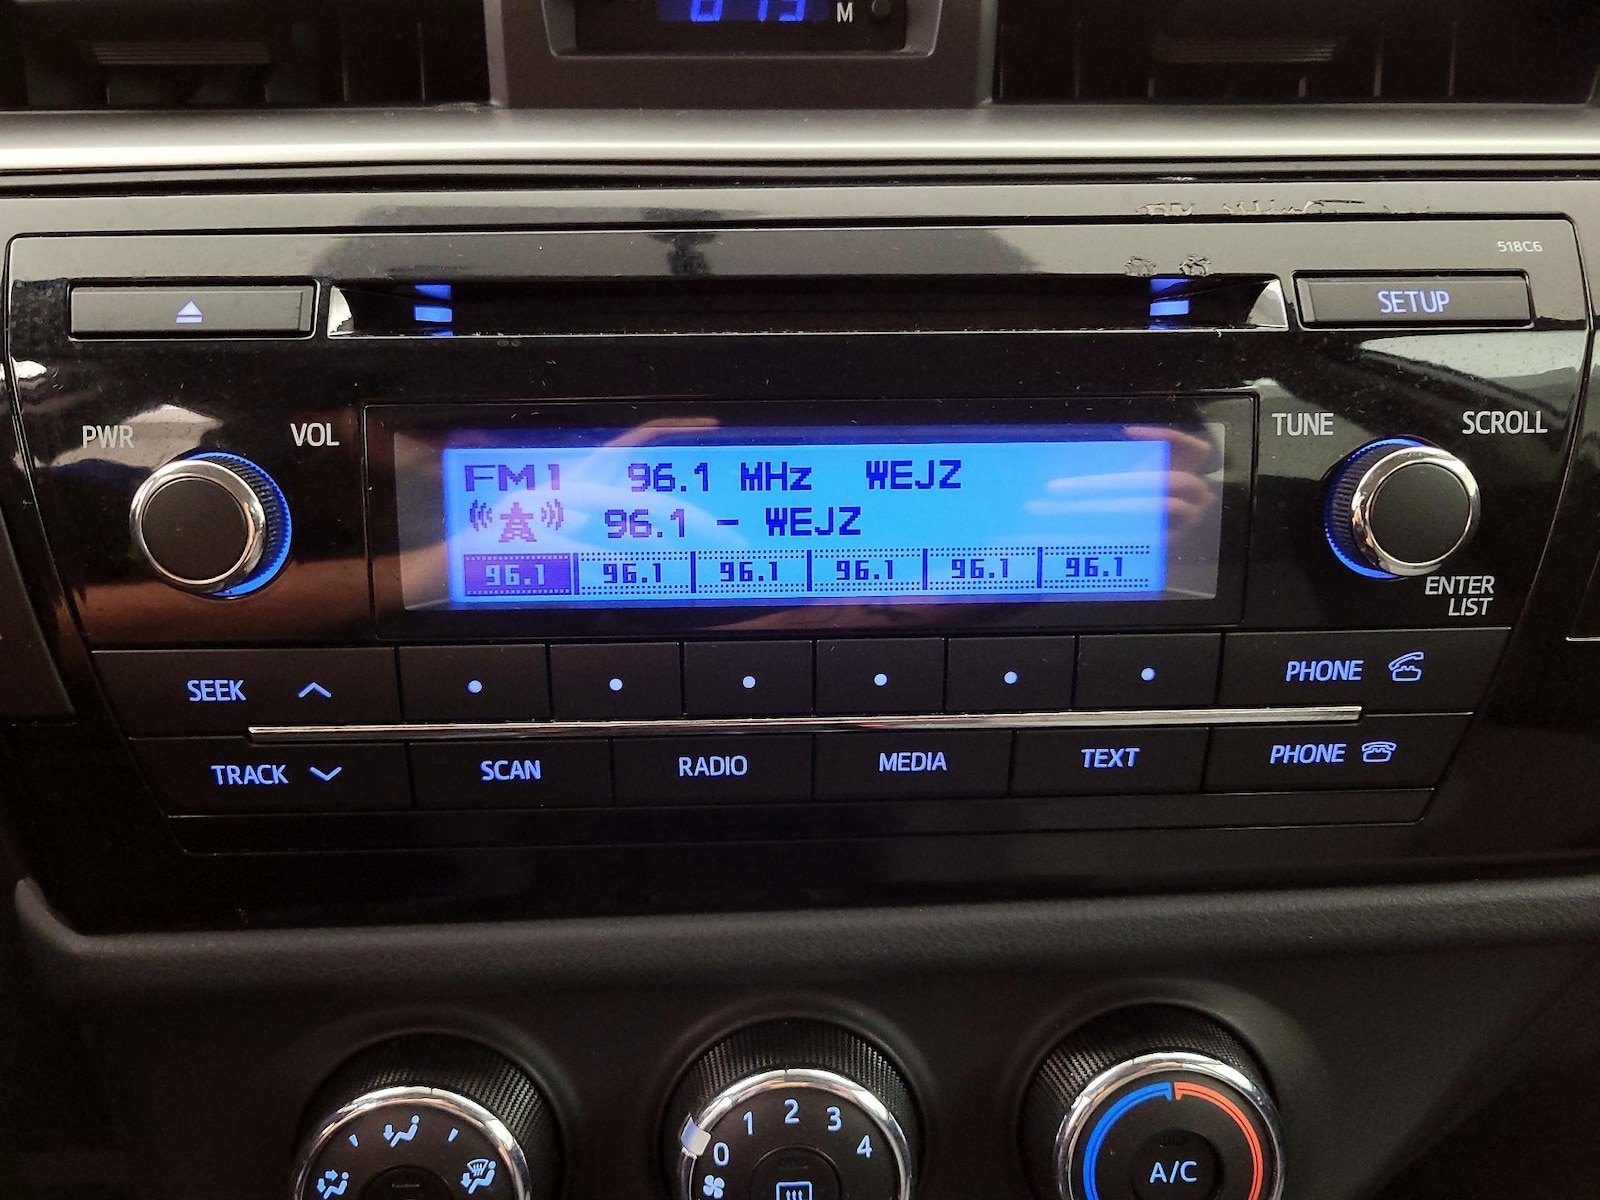 M
518C6
SETUP
PWR
VOL
TUNE
SCROLL
FM1 96.1 MHz WEJZ
96.1 - WEJZ
96.1 96.1 96.1 96.1 96.1 96.1
ENTER
LIST
SEEK
PHONE
TRACK
SCAN
RADIO
MEDIA
TEXT
PHONE
0 1 2 3 4
A/C